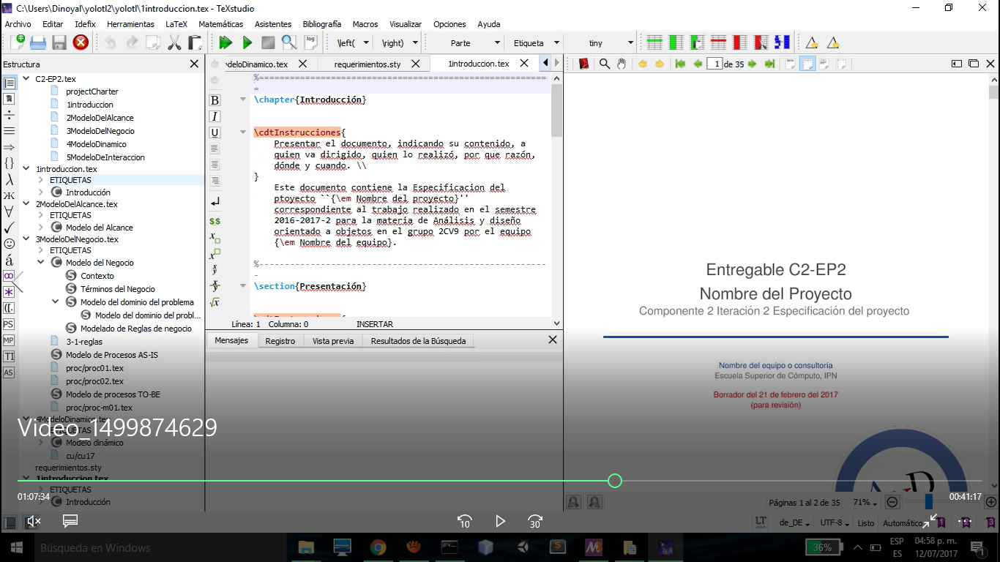 C:\Users\Dinoyal\yolotl2\yolotl\1introduccion.tex - TeXstudio
Archivo Editar Idefix Herramientas LaTeX Matemáticas Asistentes Bibliografía Macros Visualizar Opciones Ayuda
log \left( \right) Parte Etiqueta tiny
Estructura
C2-EP2.tex
projectCharter
1introduccion
2ModeloDelAlcance
3ModeloDelNegocio
4ModeloDinamico
5ModeloDeInteraccion
1introduccion.tex
ETIQUETAS
Introducción
2ModeloDelAlcance.tex
ETIQUETAS
Modelo del Alcance
3ModeloDelNegocio.tex
ETIQUETAS
Modelo del Negocio
Contexto
Términos del Negocio
Modelo del dominio del problema
Modelo del dominio del probl...
Modelado de Reglas de negocio
3-1-reglas
Modelo de Procesos AS-IS
proc/proc01.tex
proc/proc02.tex
Modelo de procesos TO-BE
proc/proc-m01.tex
4ModeloDinamico.tex
ETIQUETAS
Modelo dinámico
cu/cu17
requerimientos.sty
1introduccion.tex
ETIQUETAS
Introducción
odeloDinamico.tex requerimientos.sty 1introduccion.tex
%=========================================================
=
\chapter{Introducción}
\cdtInstrucciones{
Presentar el documento, indicando su contenido, a
quien va dirigido, quien lo realizó, por que razón,
dónde y cuando. \\
}
Este documento contiene la Especificacion del
ptoyecto ``{\em Nombre del proyecto}''
correspondiente al trabajo realizado en el semestre
2016-2017-2 para la materia de Análisis y diseño
orientado a objetos en el grupo 2CV9 por el equipo
{\em Nombre del equipo}.
%---------------------------------------------------------
-
\section{Presentación}
Línea: 1 Columna: 0 INSERTAR
Mensajes Registro Vista previa Resultados de la Búsqueda
1 de 35
Entregable C2-EP2
Nombre del Proyecto
Componente 2 Iteración 2 Especificación del proyecto
Nombre del equipo o consultoría
Escuela Superior de Cómputo, IPN
Borrador del 21 de febrero del 2017
(para revisión)
Páginas 1 al 2 de 35 71%
LT de_DE UTF-8 Listo Automático 1 2 3
Video_1499874629
01:07:34 00:41:17
10 30
Búsqueda en Windows
36%
ESP
ES
04:58 p. m.
12/07/2017
1